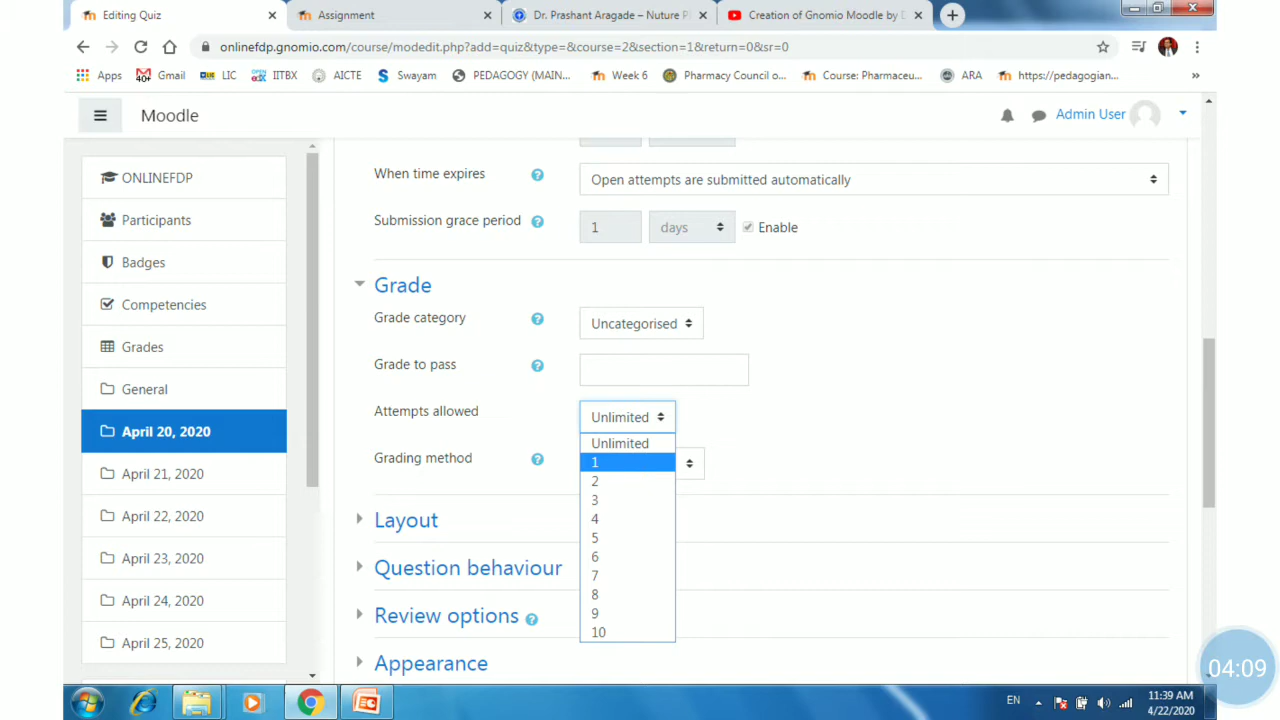 Editing Quiz
Assignment
Dr. Prashant Aragade – Nuture P
Creation of Gnomio Moodle by D
onlinefdp.gnomio.com/course/modedit.php?add=quiz&type=&course=2&section=1&return=0&sr=0
Apps
Gmail
LIC
IITBX
AICTE
Swayam
PEDAGOGY (MAIN...
Week 6
Pharmacy Council o...
Course: Pharmaceu...
ARA
https://pedagogian...
»
Moodle
Admin User
ONLINEFDP
Participants
Badges
Competencies
Grades
General
April 20, 2020
April 21, 2020
April 22, 2020
April 23, 2020
April 24, 2020
April 25, 2020
When time expires
Open attempts are submitted automatically
Submission grace period
1
days
Enable
Grade
Grade category
Uncategorised
Grade to pass
Attempts allowed
Unlimited
Unlimited
1
2
3
4
5
6
7
8
9
10
Grading method
Layout
Question behaviour
Review options
Appearance
04:09
EN
11:39 AM
4/22/2020